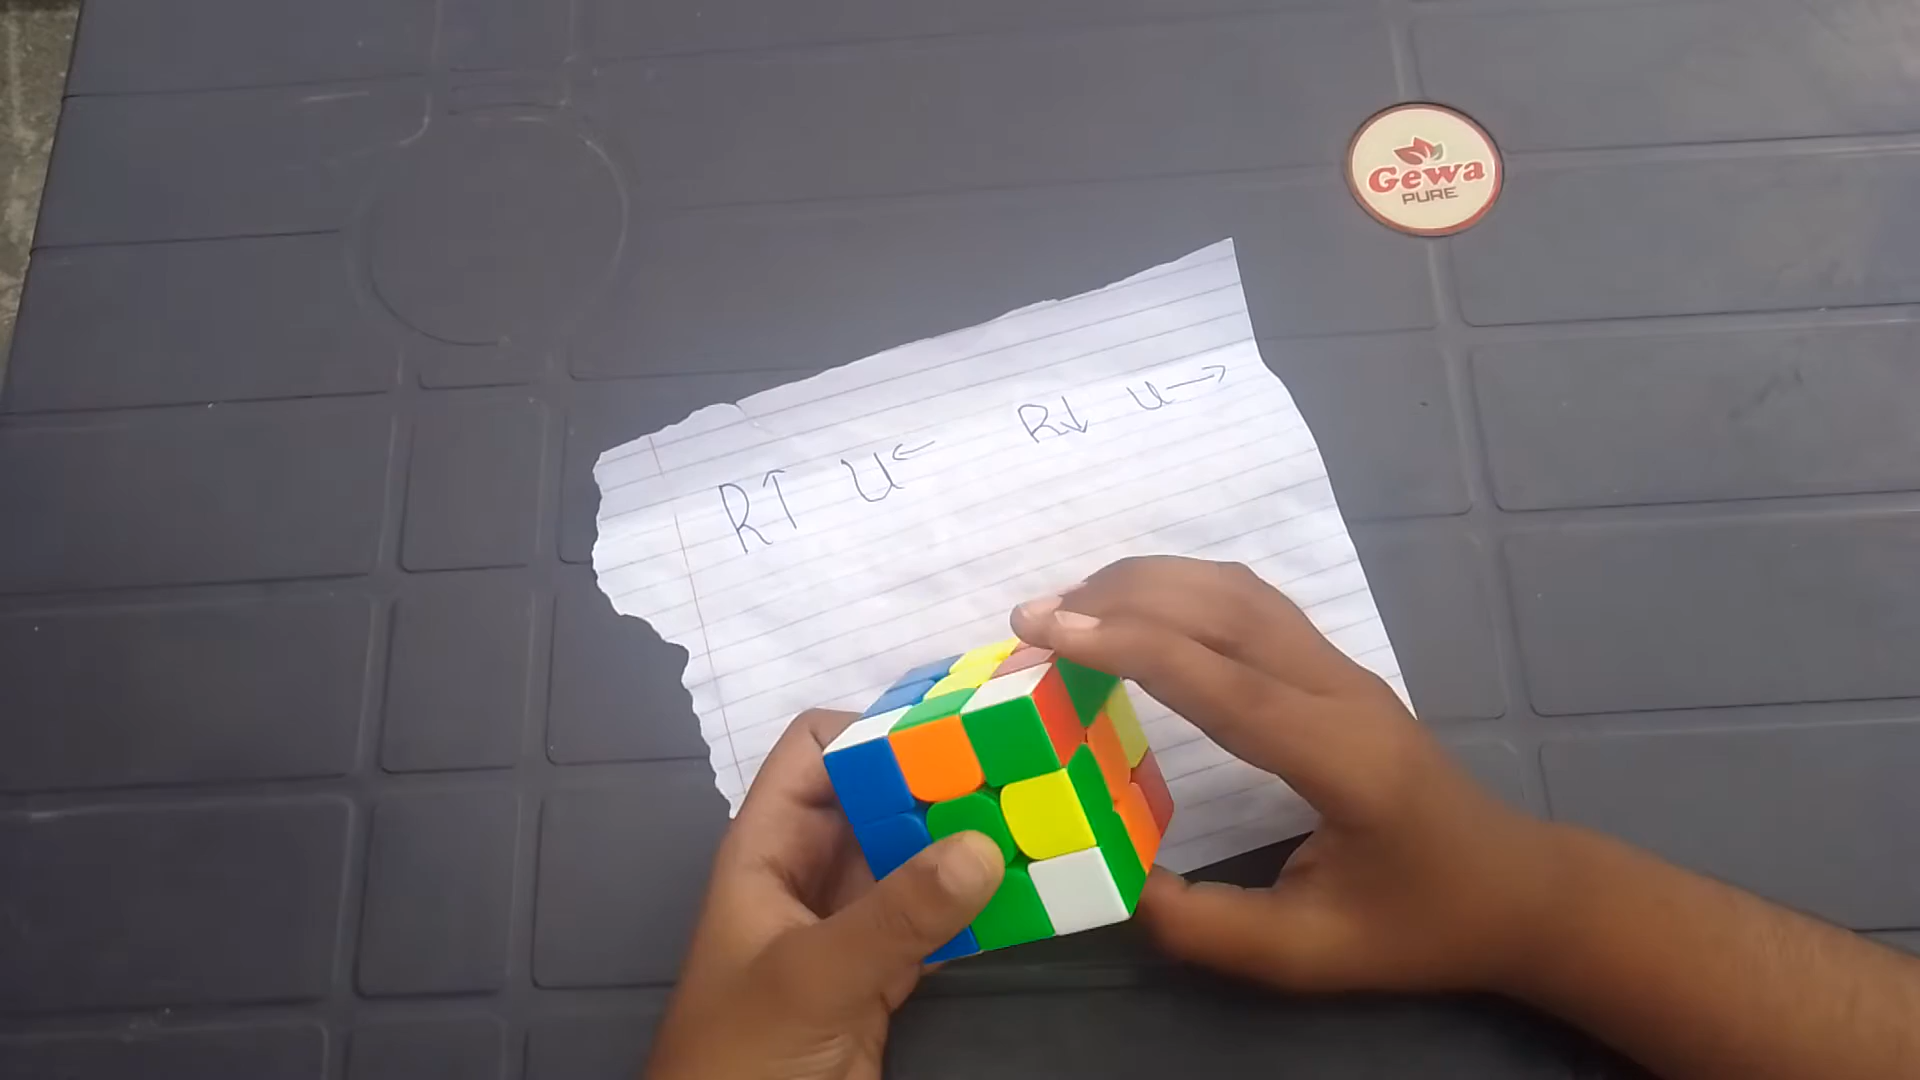 Gewa
PURE
R↑ U← R↓ U→